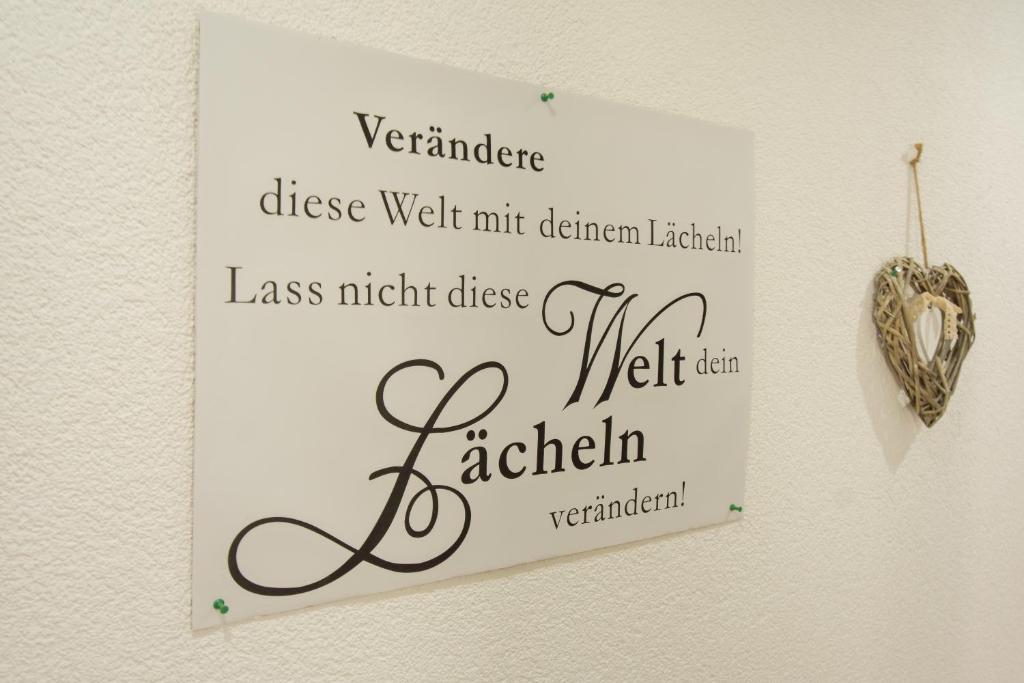 Verändere
diese Welt mit deinem Lächeln!
Lass nicht diese Welt dein
Lächeln
verändern!